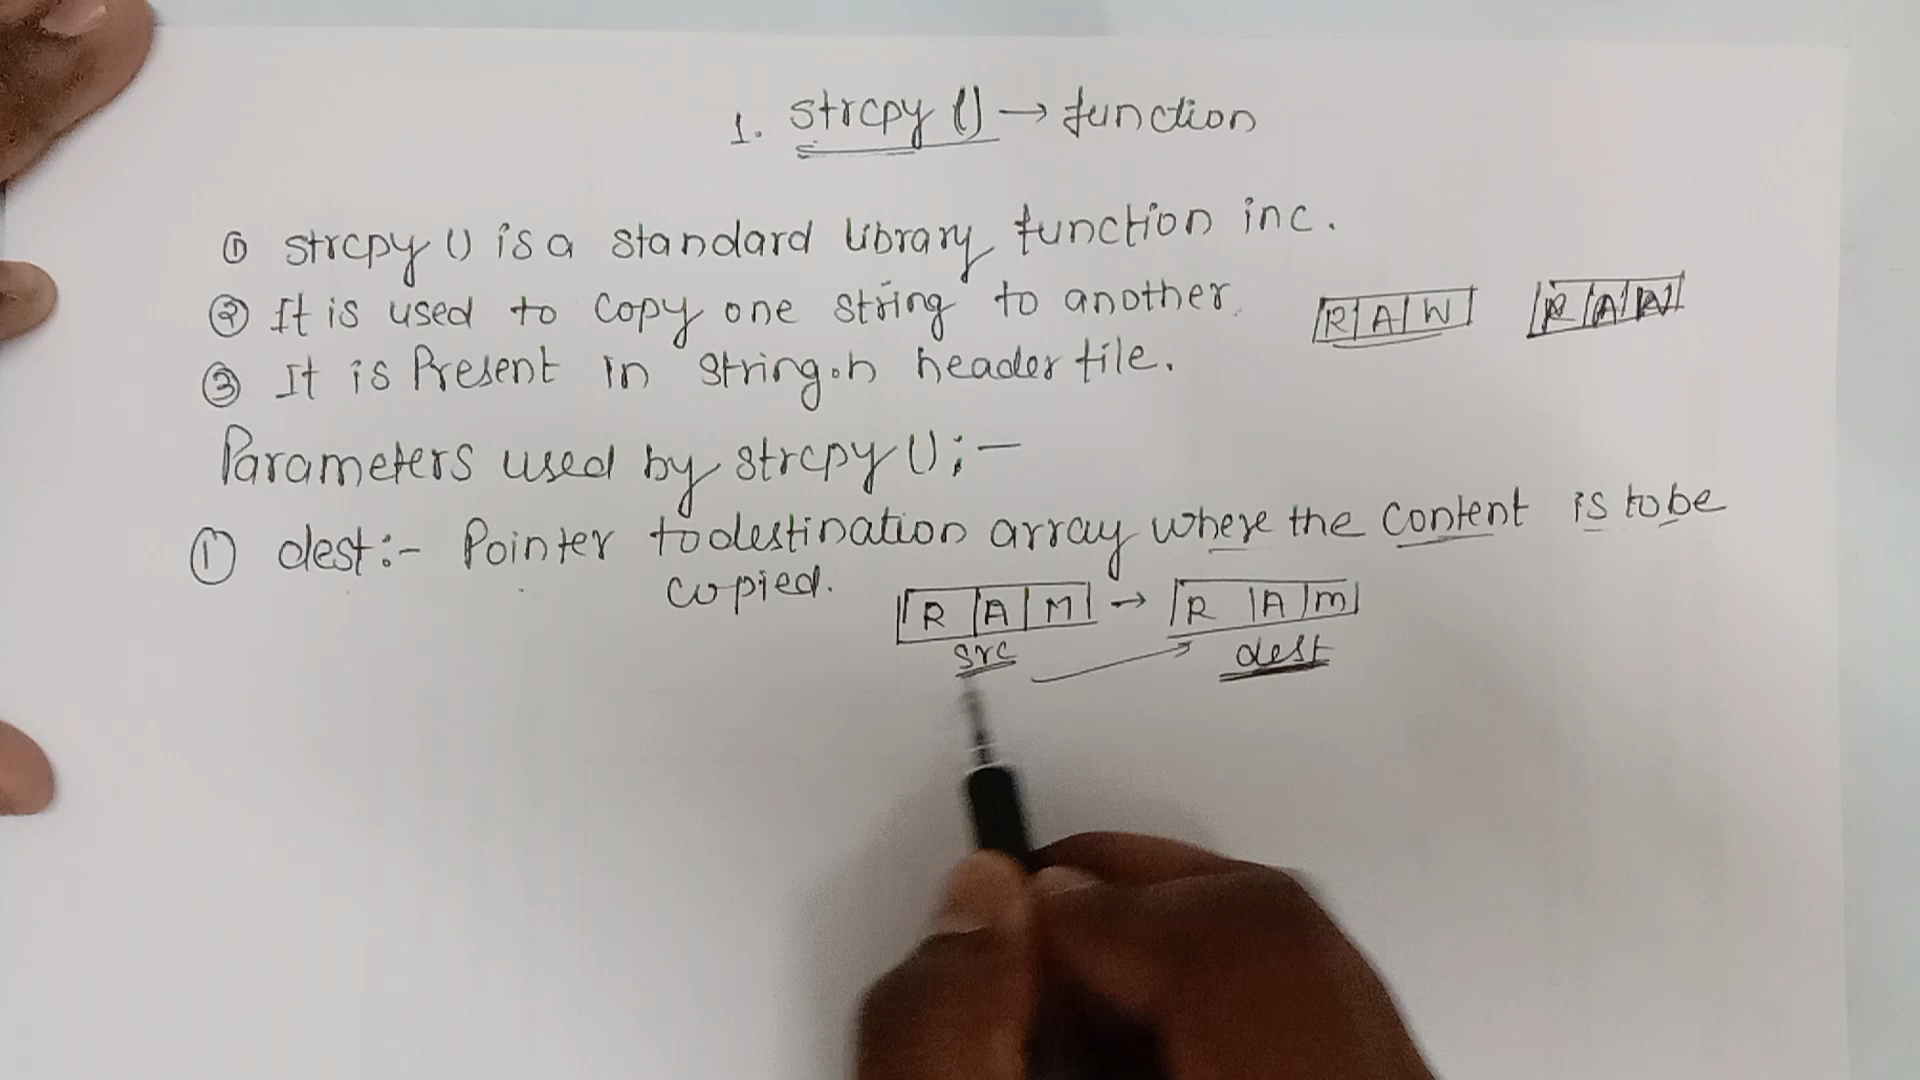 1. strcpy () → function
① strcpy () is a standard library function inc.
② It is used to copy one string to another. R A W R A W
③ It is Present in string.h header file.
Parameters used by strcpy () ;-
① dest:- Pointer to destination array where the content is to be
copied. R A M → R A M
src dest